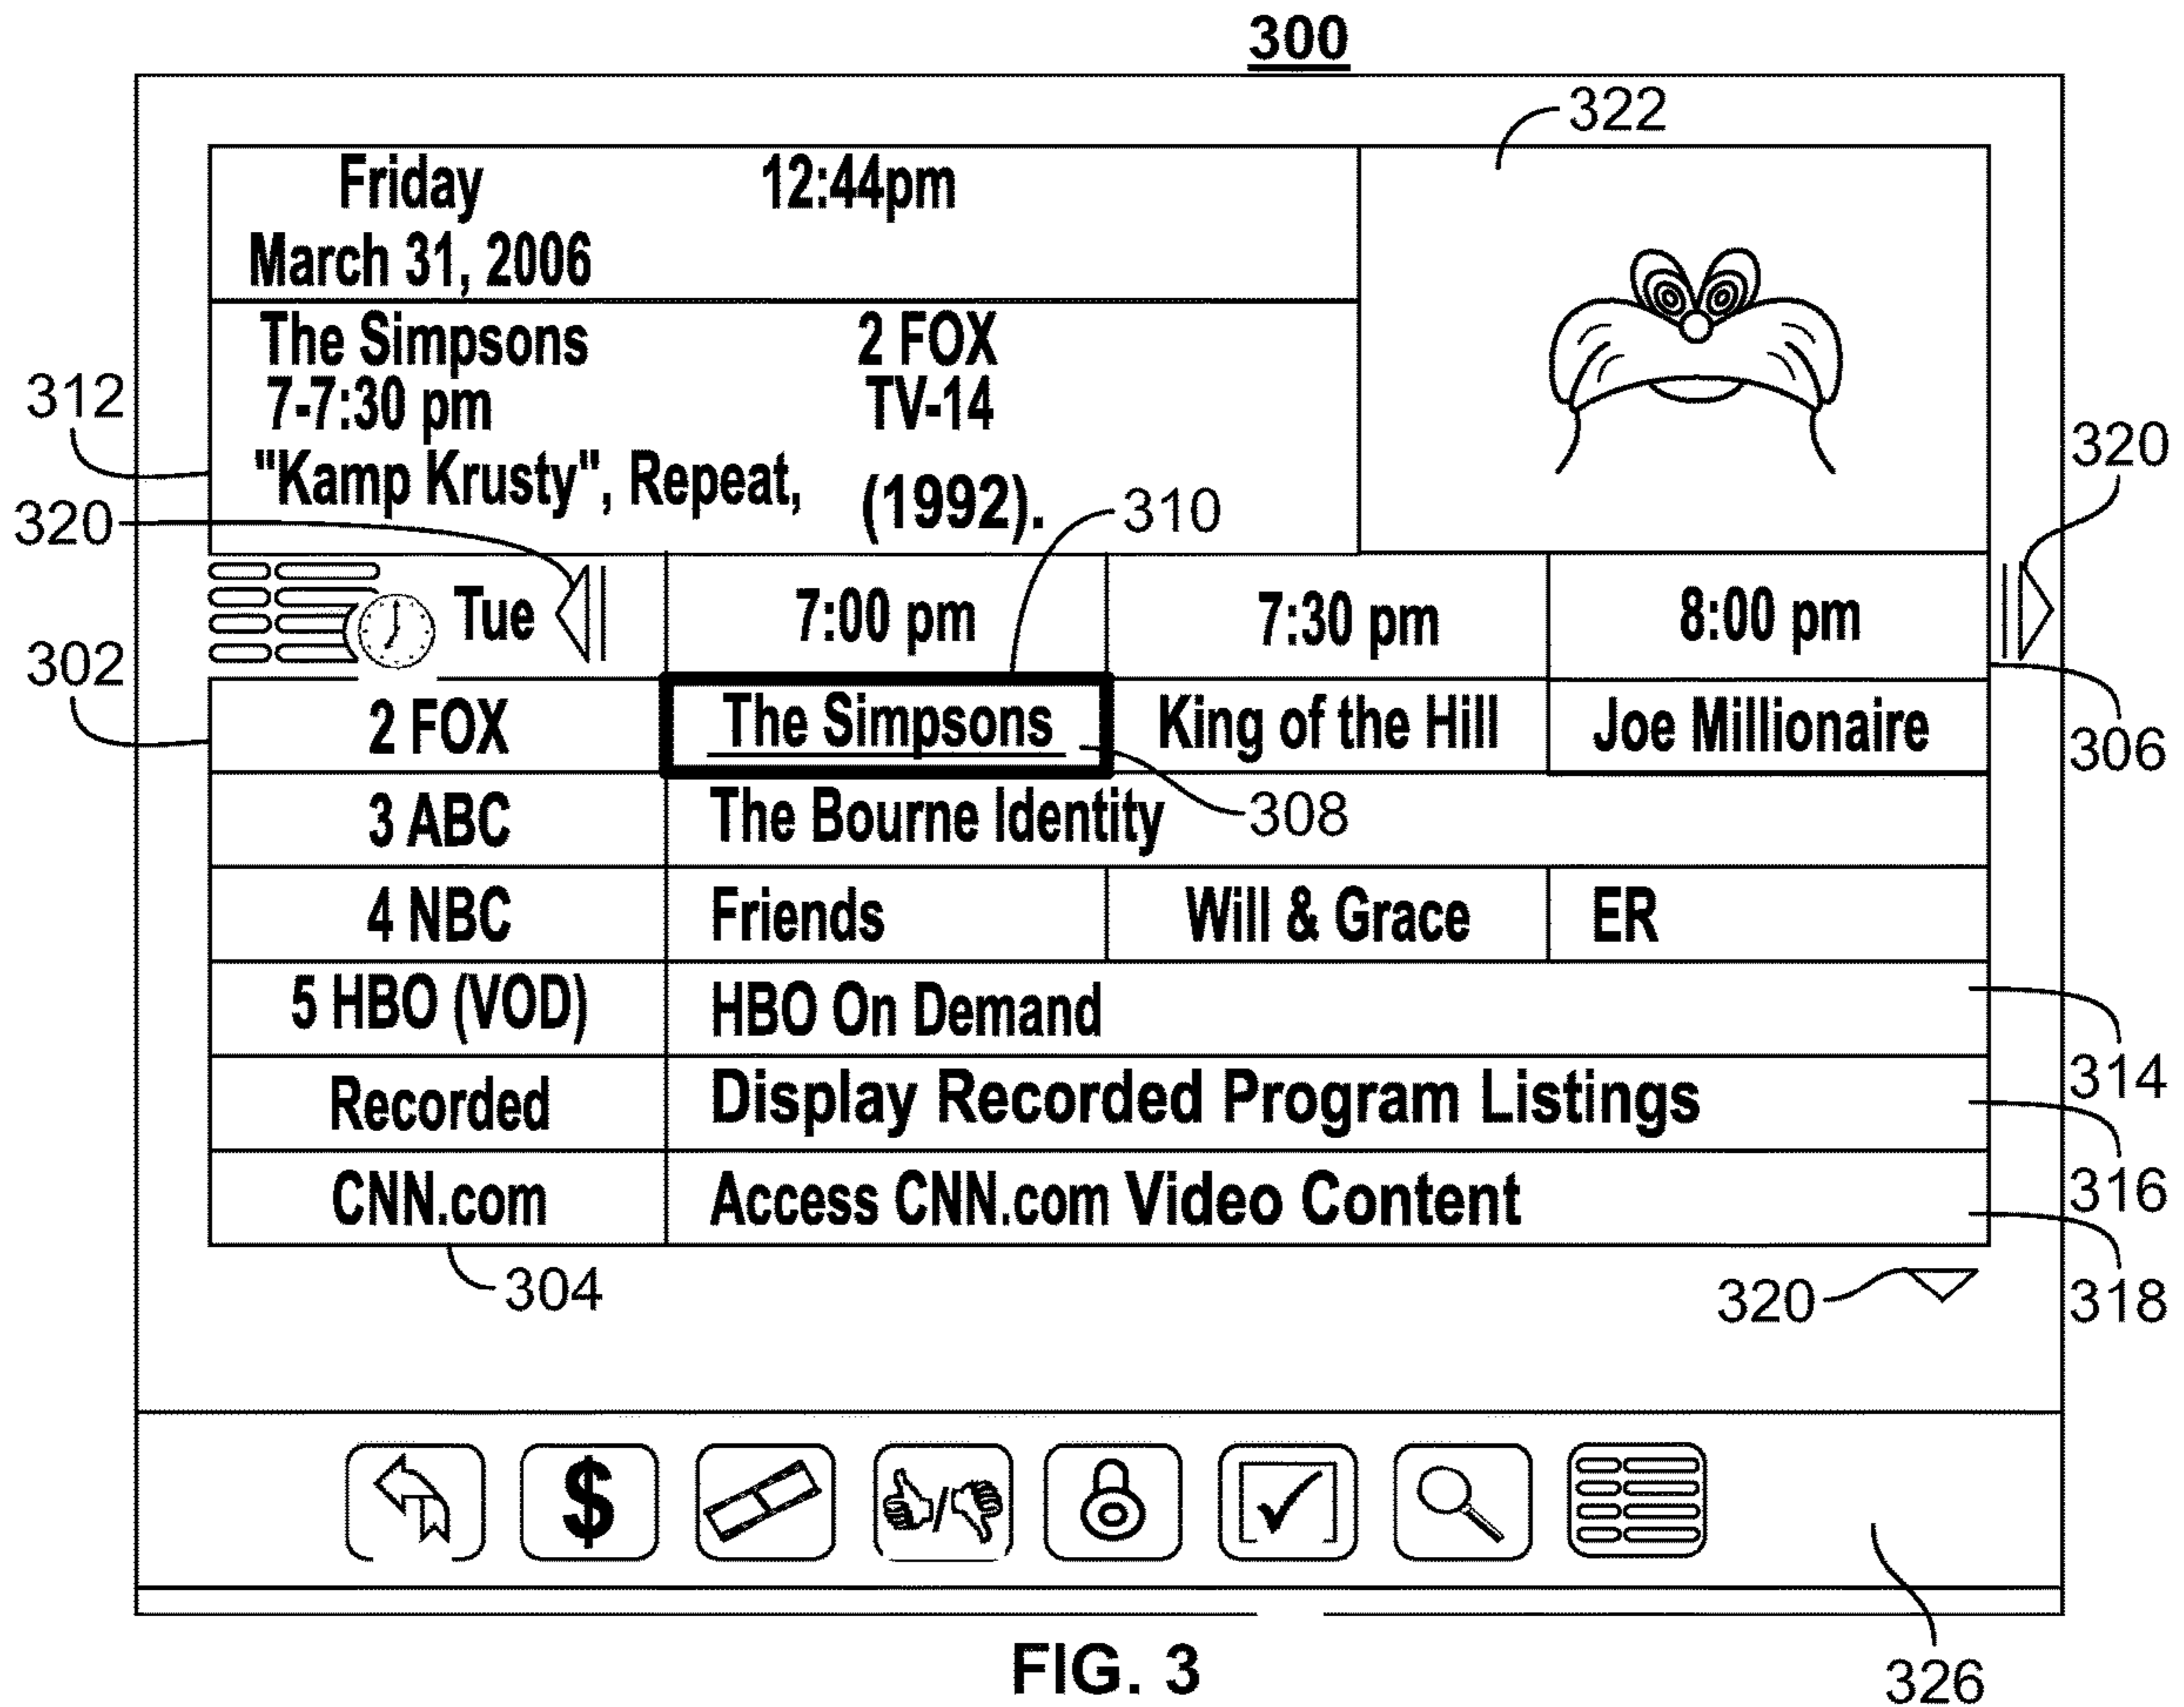 300
322
Friday 12:44pm
March 31, 2006
The Simpsons 2 FOX
7-7:30 pm TV-14
"Kamp Krusty", Repeat, (1992).
312
320
310
320
Tue 7:00 pm 7:30 pm 8:00 pm
302
306
2 FOX The Simpsons King of the Hill Joe Millionaire
308
3 ABC The Bourne Identity
4 NBC Friends Will & Grace ER
5 HBO (VOD) HBO On Demand
314
Recorded Display Recorded Program Listings
316
CNN.com Access CNN.com Video Content
304
320
318
$
/
326
FIG. 3